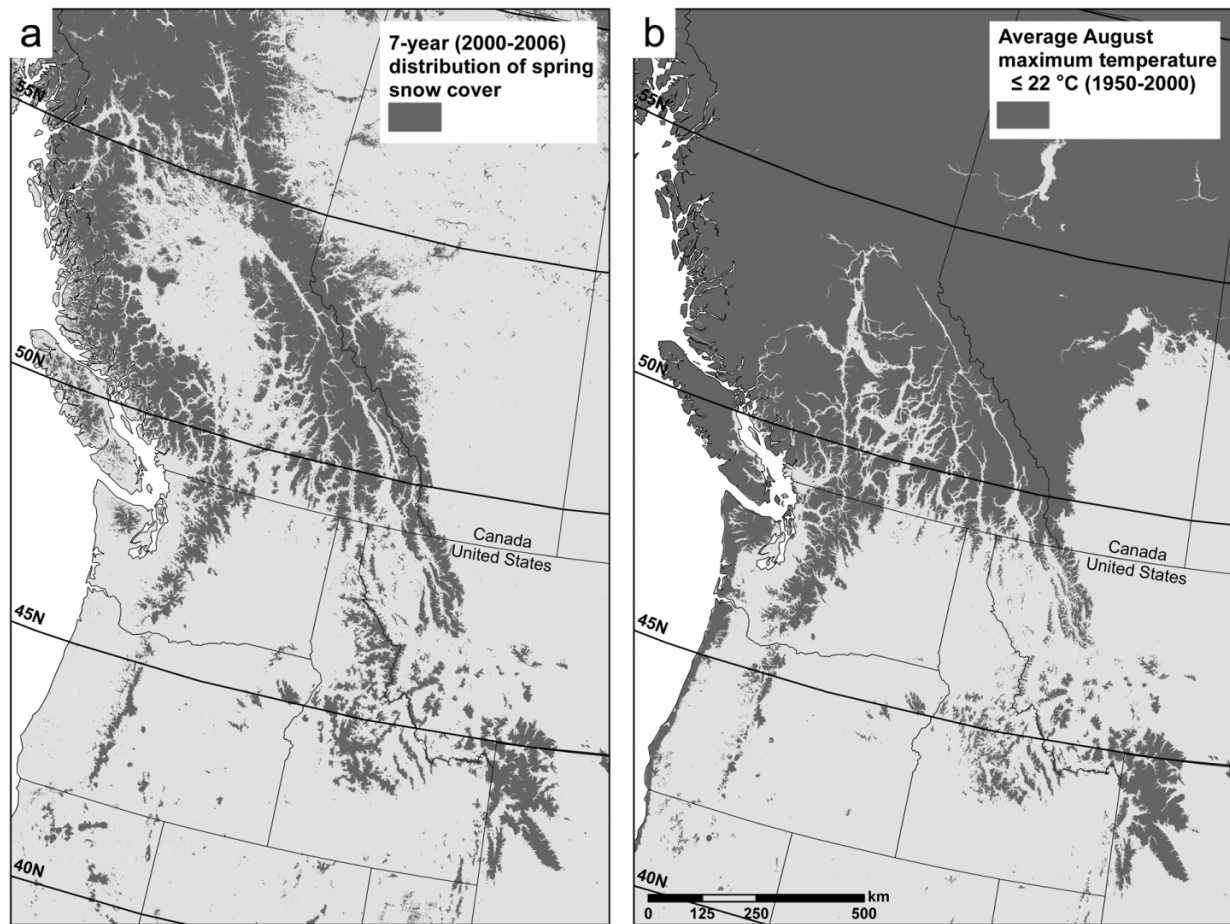 a
7-year (2000-2006)
distribution of spring
snow cover
55N
50N
Canada
United States
45N
40N
b
Average August
maximum temperature
≤ 22 °C (1950-2000)
55N
50N
Canada
United States
45N
40N
km
0 125 250 500